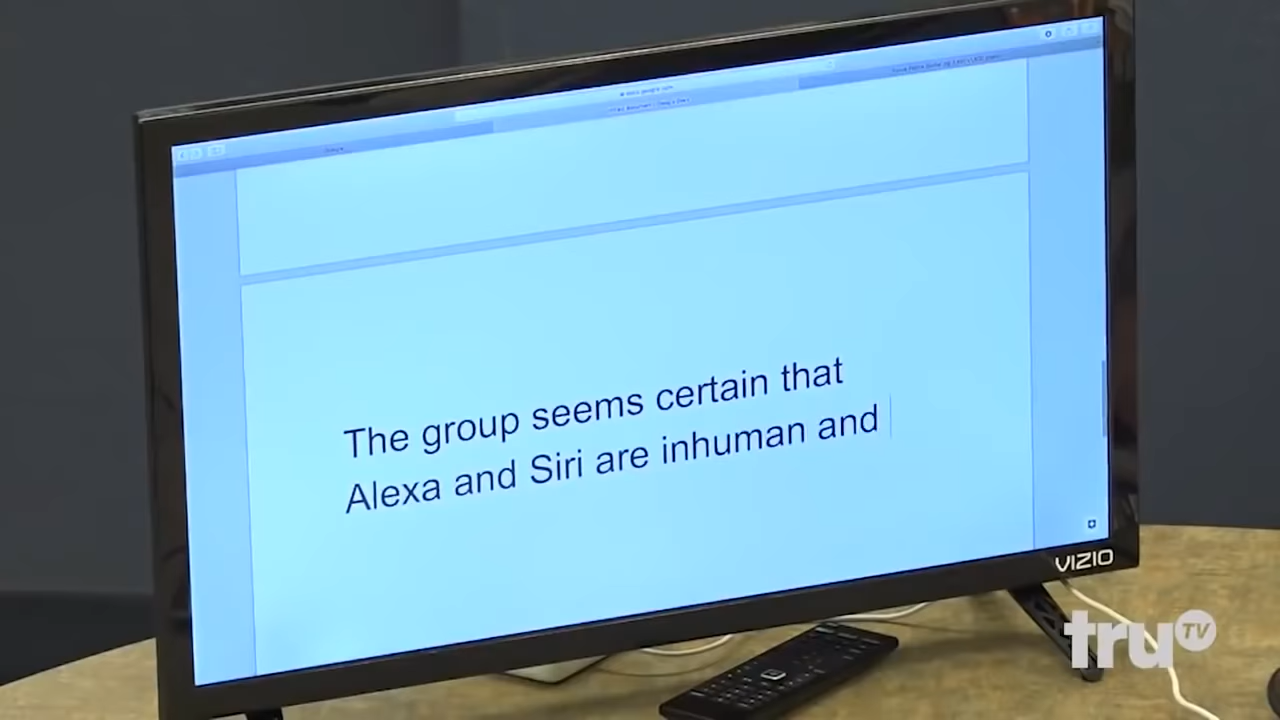 The group seems certain that
Alexa and Siri are inhuman and
VIZIO
truTV